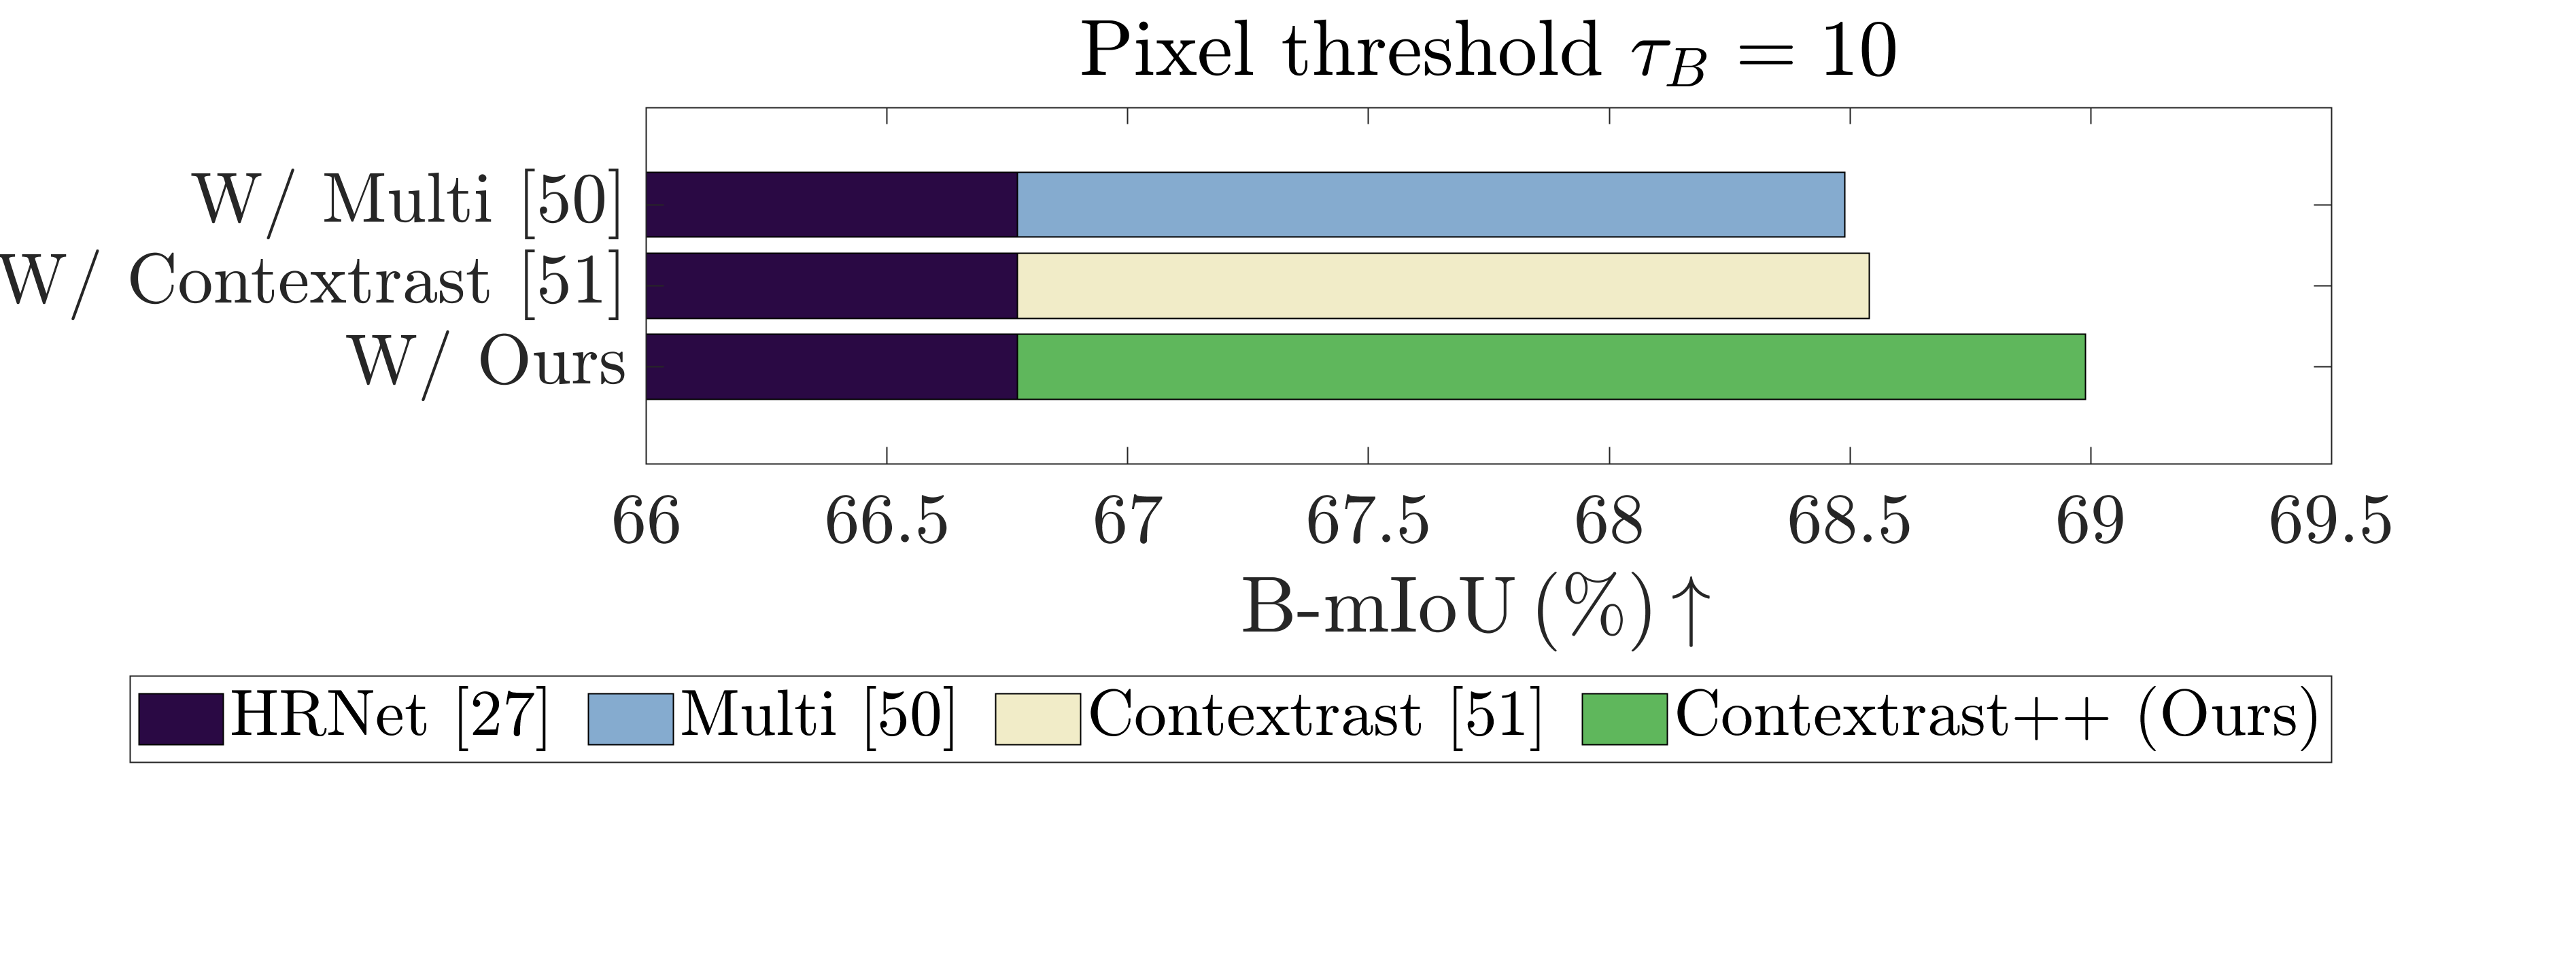 Pixel threshold τ_B = 10
W/ Multi [50]
W/ Contextrast [51]
W/ Ours
66 66.5 67 67.5 68 68.5 69 69.5
B-mIoU (%) ↑
HRNet [27] Multi [50] Contextrast [51] Contextrast++ (Ours)